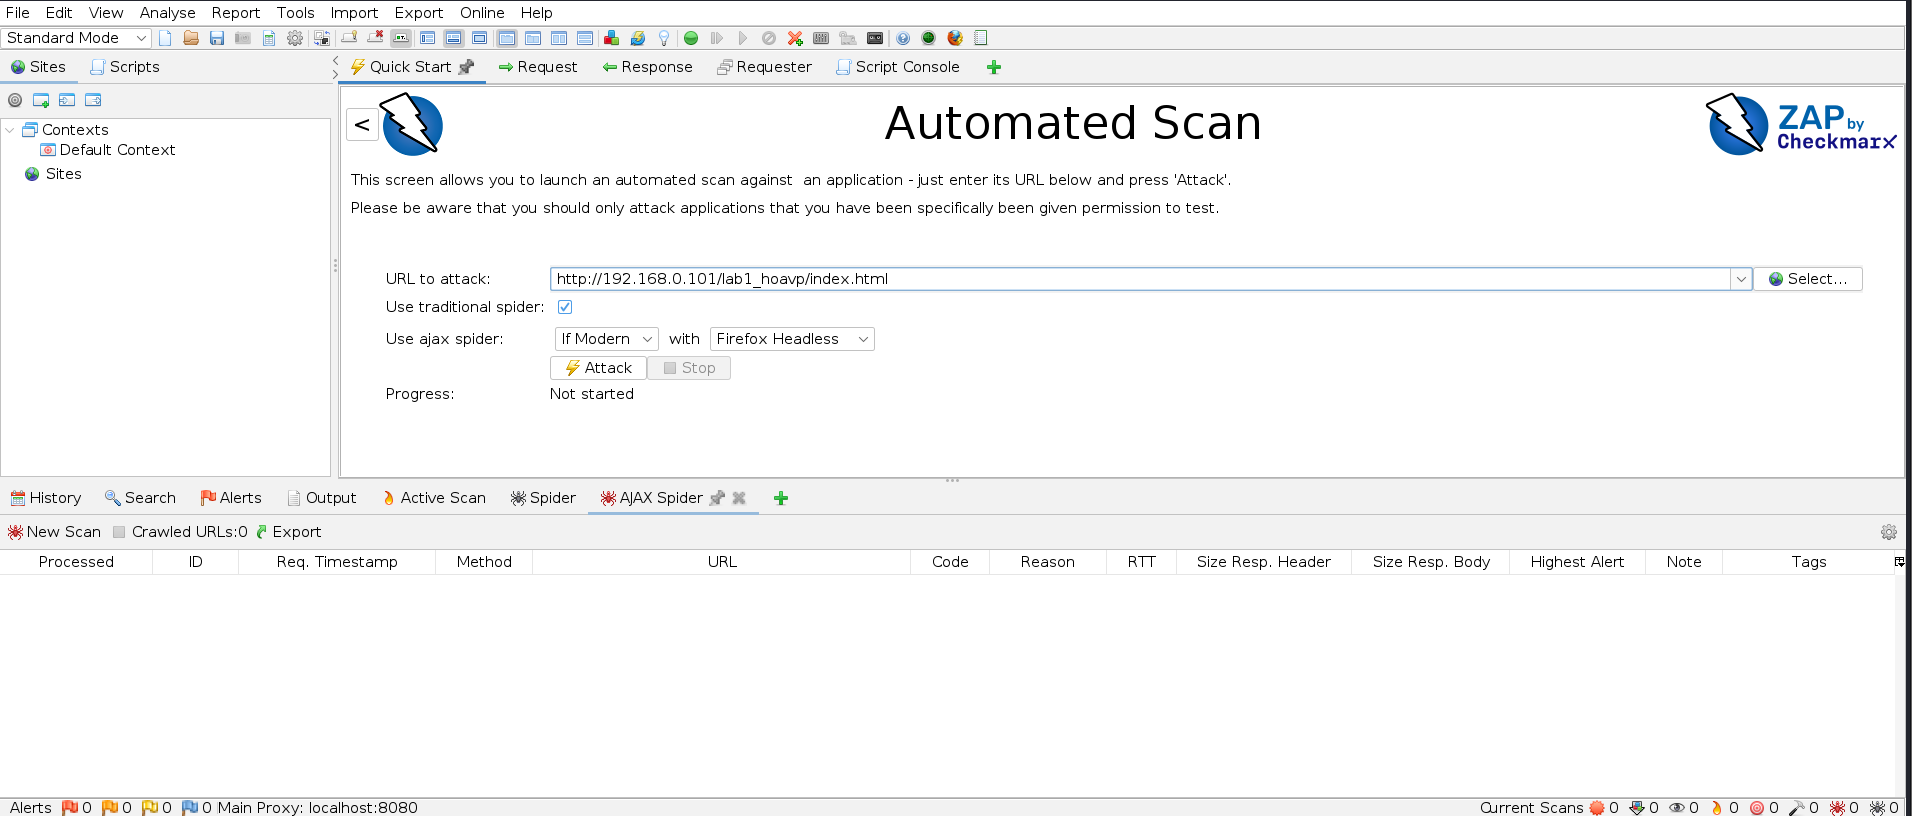 File Edit View Analyse Report Tools Import Export Online Help
Standard Mode
Sites Scripts
Quick Start Request Response Requester Script Console
Contexts
Default Context
Sites
<
Automated Scan
ZAP by
Checkmarx
This screen allows you to launch an automated scan against  an application - just enter its URL below and press 'Attack'.
Please be aware that you should only attack applications that you have been specifically been given permission to test.
URL to attack: http://192.168.0.101/lab1_hoavp/index.html Select...
Use traditional spider:
Use ajax spider: If Modern with Firefox Headless
Attack Stop
Progress: Not started
History Search Alerts Output Active Scan Spider AJAX Spider
New Scan Crawled URLs:0 Export
Processed ID Req. Timestamp Method URL Code Reason RTT Size Resp. Header Size Resp. Body Highest Alert Note Tags
Alerts 0 0 0 0 Main Proxy: localhost:8080 Current Scans 0 0 0 0 0 0 0 0